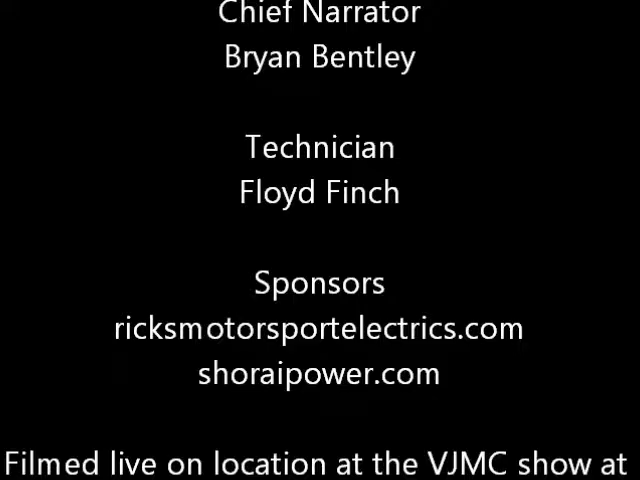 Chief Narrator
Bryan Bentley
Technician
Floyd Finch
Sponsors
ricksmotorsportelectrics.com
shoraipower.com
Filmed live on location at the VJMC show at